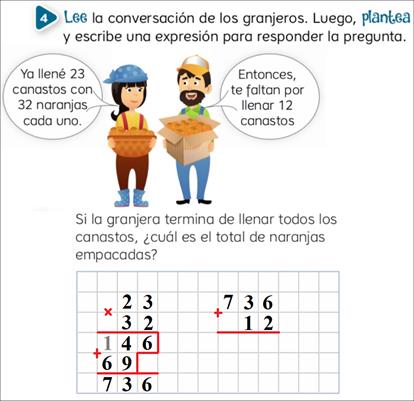 4 Lee la conversación de los granjeros. Luego, plantea
y escribe una expresión para responder la pregunta.
Ya llené 23
canastos con
32 naranjas
cada uno.
Entonces,
te faltan por
llenar 12
canastos
Si la granjera termina de llenar todos los
canastos, ¿cuál es el total de naranjas
empacadas?
2 3
× 3 2
1 4 6
+ 6 9
7 3 6
7 3 6
+ 1 2